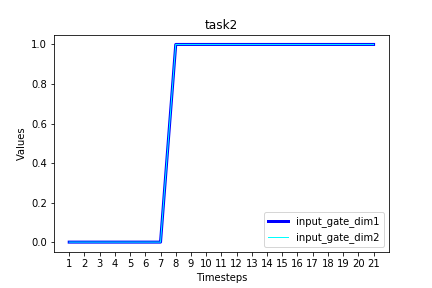 task2
1.0
0.8
0.6
0.4
0.2
0.0
Values
input_gate_dim1
input_gate_dim2
1 2 3 4 5 6 7 8 9 10 11 12 13 14 15 16 17 18 19 20 21
Timesteps